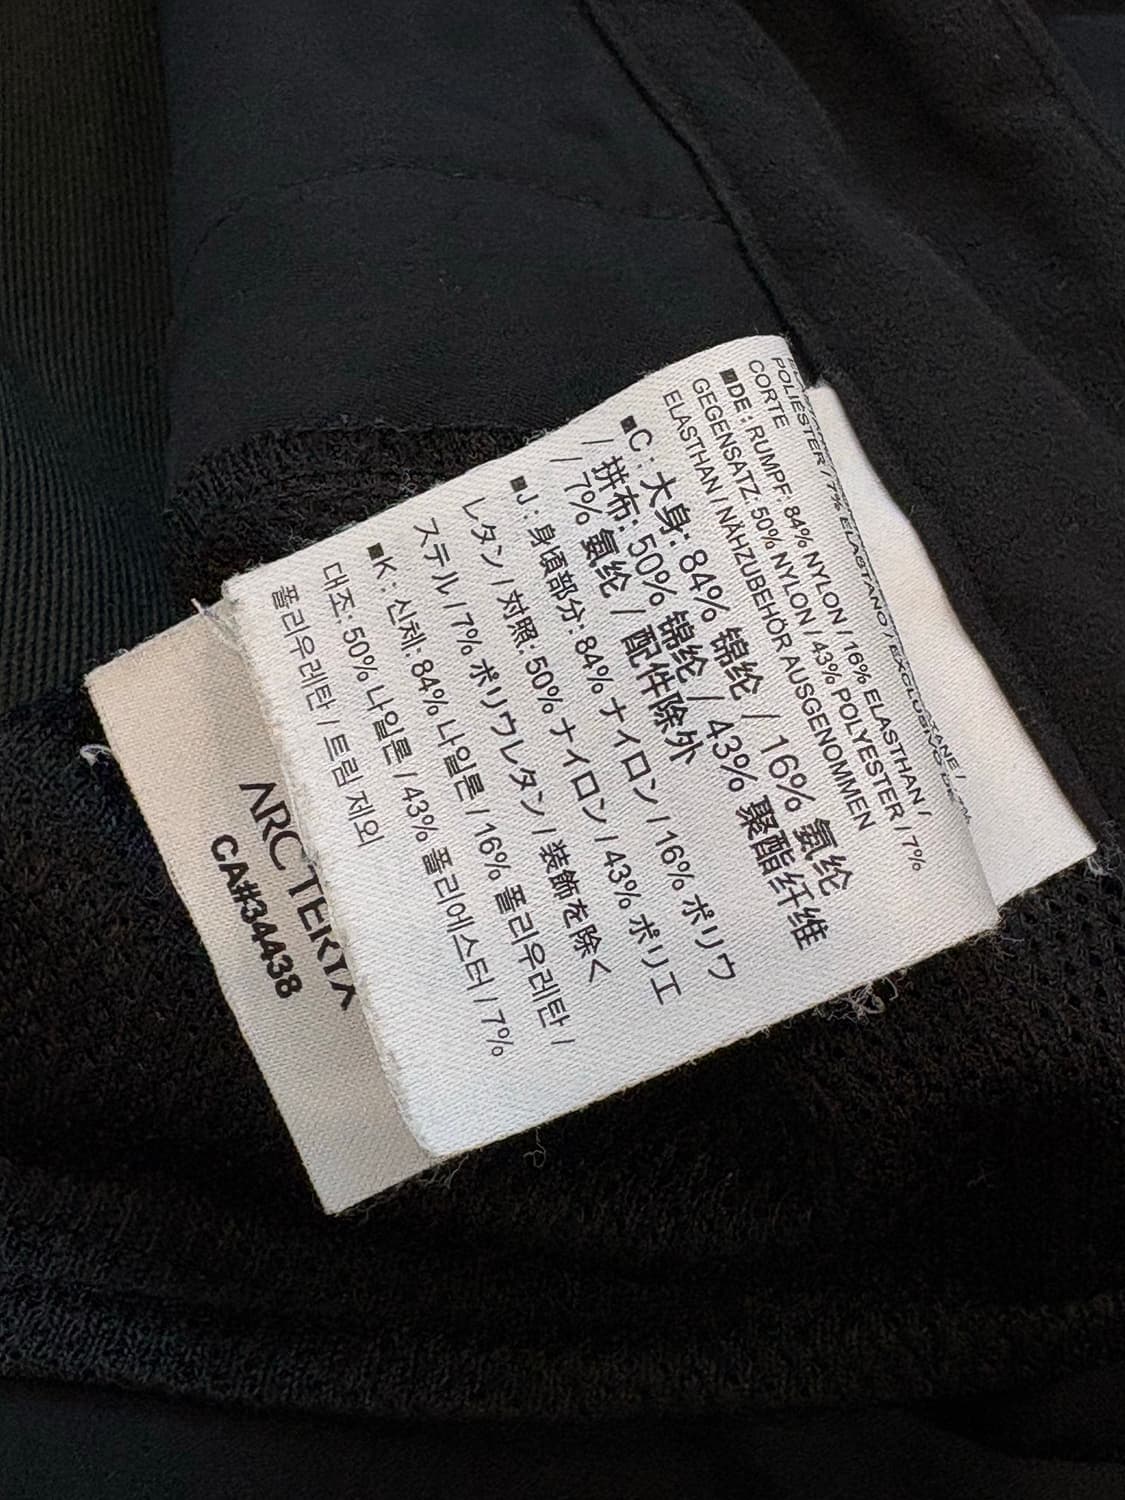 POLIESTER / 7% ELASTANO / EXCLUSIVO DE
CORTE
■DE : RUMPF: 84% NYLON / 16% ELASTHAN /
GEGENSATZ: 50% NYLON / 43% POLYESTER / 7%
ELASTHAN / NÄHZUBEHÖR AUSGENOMMEN
■C : 大身: 84% 锦纶 / 16% 氨纶
/ 拼布: 50% 锦纶 / 43% 聚酯纤维
/ 7% 氨纶 / 配件除外
■J : 身頃部分: 84% ナイロン / 16% ポリウ
レタン / 対照: 50% ナイロン / 43% ポリエ
ステル / 7% ポリウレタン / 装飾を除く
■K : 신체: 84% 나일론 / 16% 폴리우레탄 /
대조: 50% 나일론 / 43% 폴리에스터 / 7%
폴리우레탄 / 트림 제외
ARC'TERYX
CA#34438